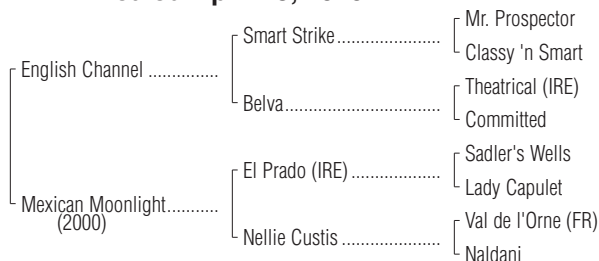 Mr. Prospector
Smart Strike
Classy 'n Smart
English Channel
Theatrical (IRE)
Belva
Committed
Sadler's Wells
El Prado (IRE)
Lady Capulet
Mexican Moonlight
(2000)
Val de l'Orne (FR)
Nellie Custis
Naldani